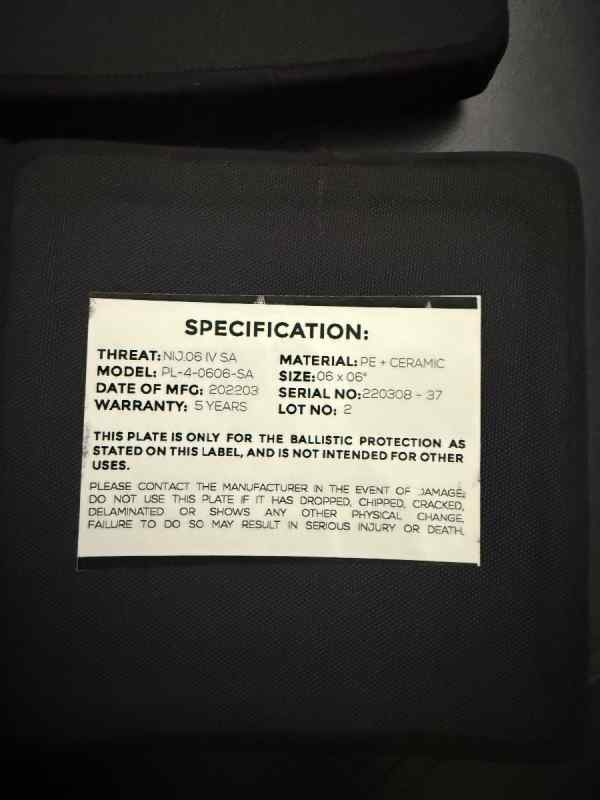 SPECIFICATION:
THREAT: NIJ.06 IV SA
MODEL: PL-4-0606-SA
DATE OF MFG: 202203
WARRANTY: 5 YEARS
MATERIAL: PE + CERAMIC
SIZE: 06 x 06"
SERIAL NO: 220308 - 37
LOT NO: 2
THIS PLATE IS ONLY FOR THE BALLISTIC PROTECTION AS
STATED ON THIS LABEL, AND IS NOT INTENDED FOR OTHER
USES.
PLEASE CONTACT THE MANUFACTURER IN THE EVENT OF DAMAGE;
DO NOT USE THIS PLATE IF IT HAS DROPPED, CHIPPED, CRACKED,
DELAMINATED OR SHOWS ANY OTHER PHYSICAL CHANGE,
FAILURE TO DO SO MAY RESULT IN SERIOUS INJURY OR DEATH.